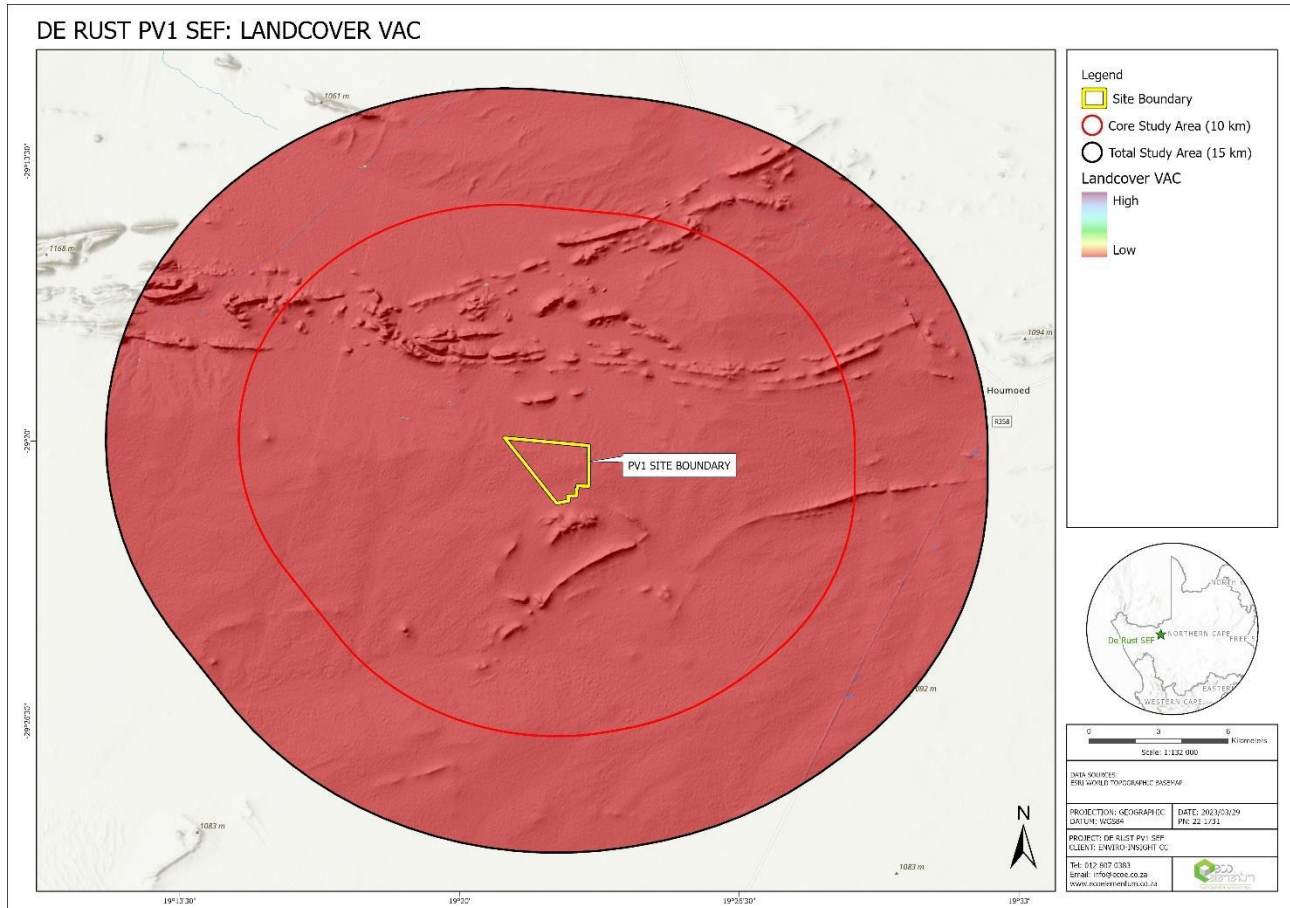 DE RUST PV1 SEF: LANDCOVER VAC
1061 m
1168 m
1094 m
Houmoed
R358
PV1 SITE BOUNDARY
1083 m
1083 m
N
-29°13'30"
-29°20'
-29°26'30"
19°13'30"
19°20'
19°26'30"
19°33'
Legend
Site Boundary
Core Study Area (10 km)
Total Study Area (15 km)
Landcover VAC
High
Low
De Rust SEF
NORTHERN CAPE
WESTERN CAPE
0 3 6 Kilometers
Scale: 1:132 000
DATA SOURCES:
ESRI WORLD TOPOGRAPHIC BASEMAP
PROJECTION: GEOGRAPHIC
DATUM: WGS84
DATE: 2023/03/29
PN: 22-1731
PROJECT: DE RUST PV1 SEF
CLIENT: ENVIRO-INSIGHT CC
Tel: 012 807 0383
Email: info@ecoe.co.za
www.ecoelementum.co.za
eco
elementum